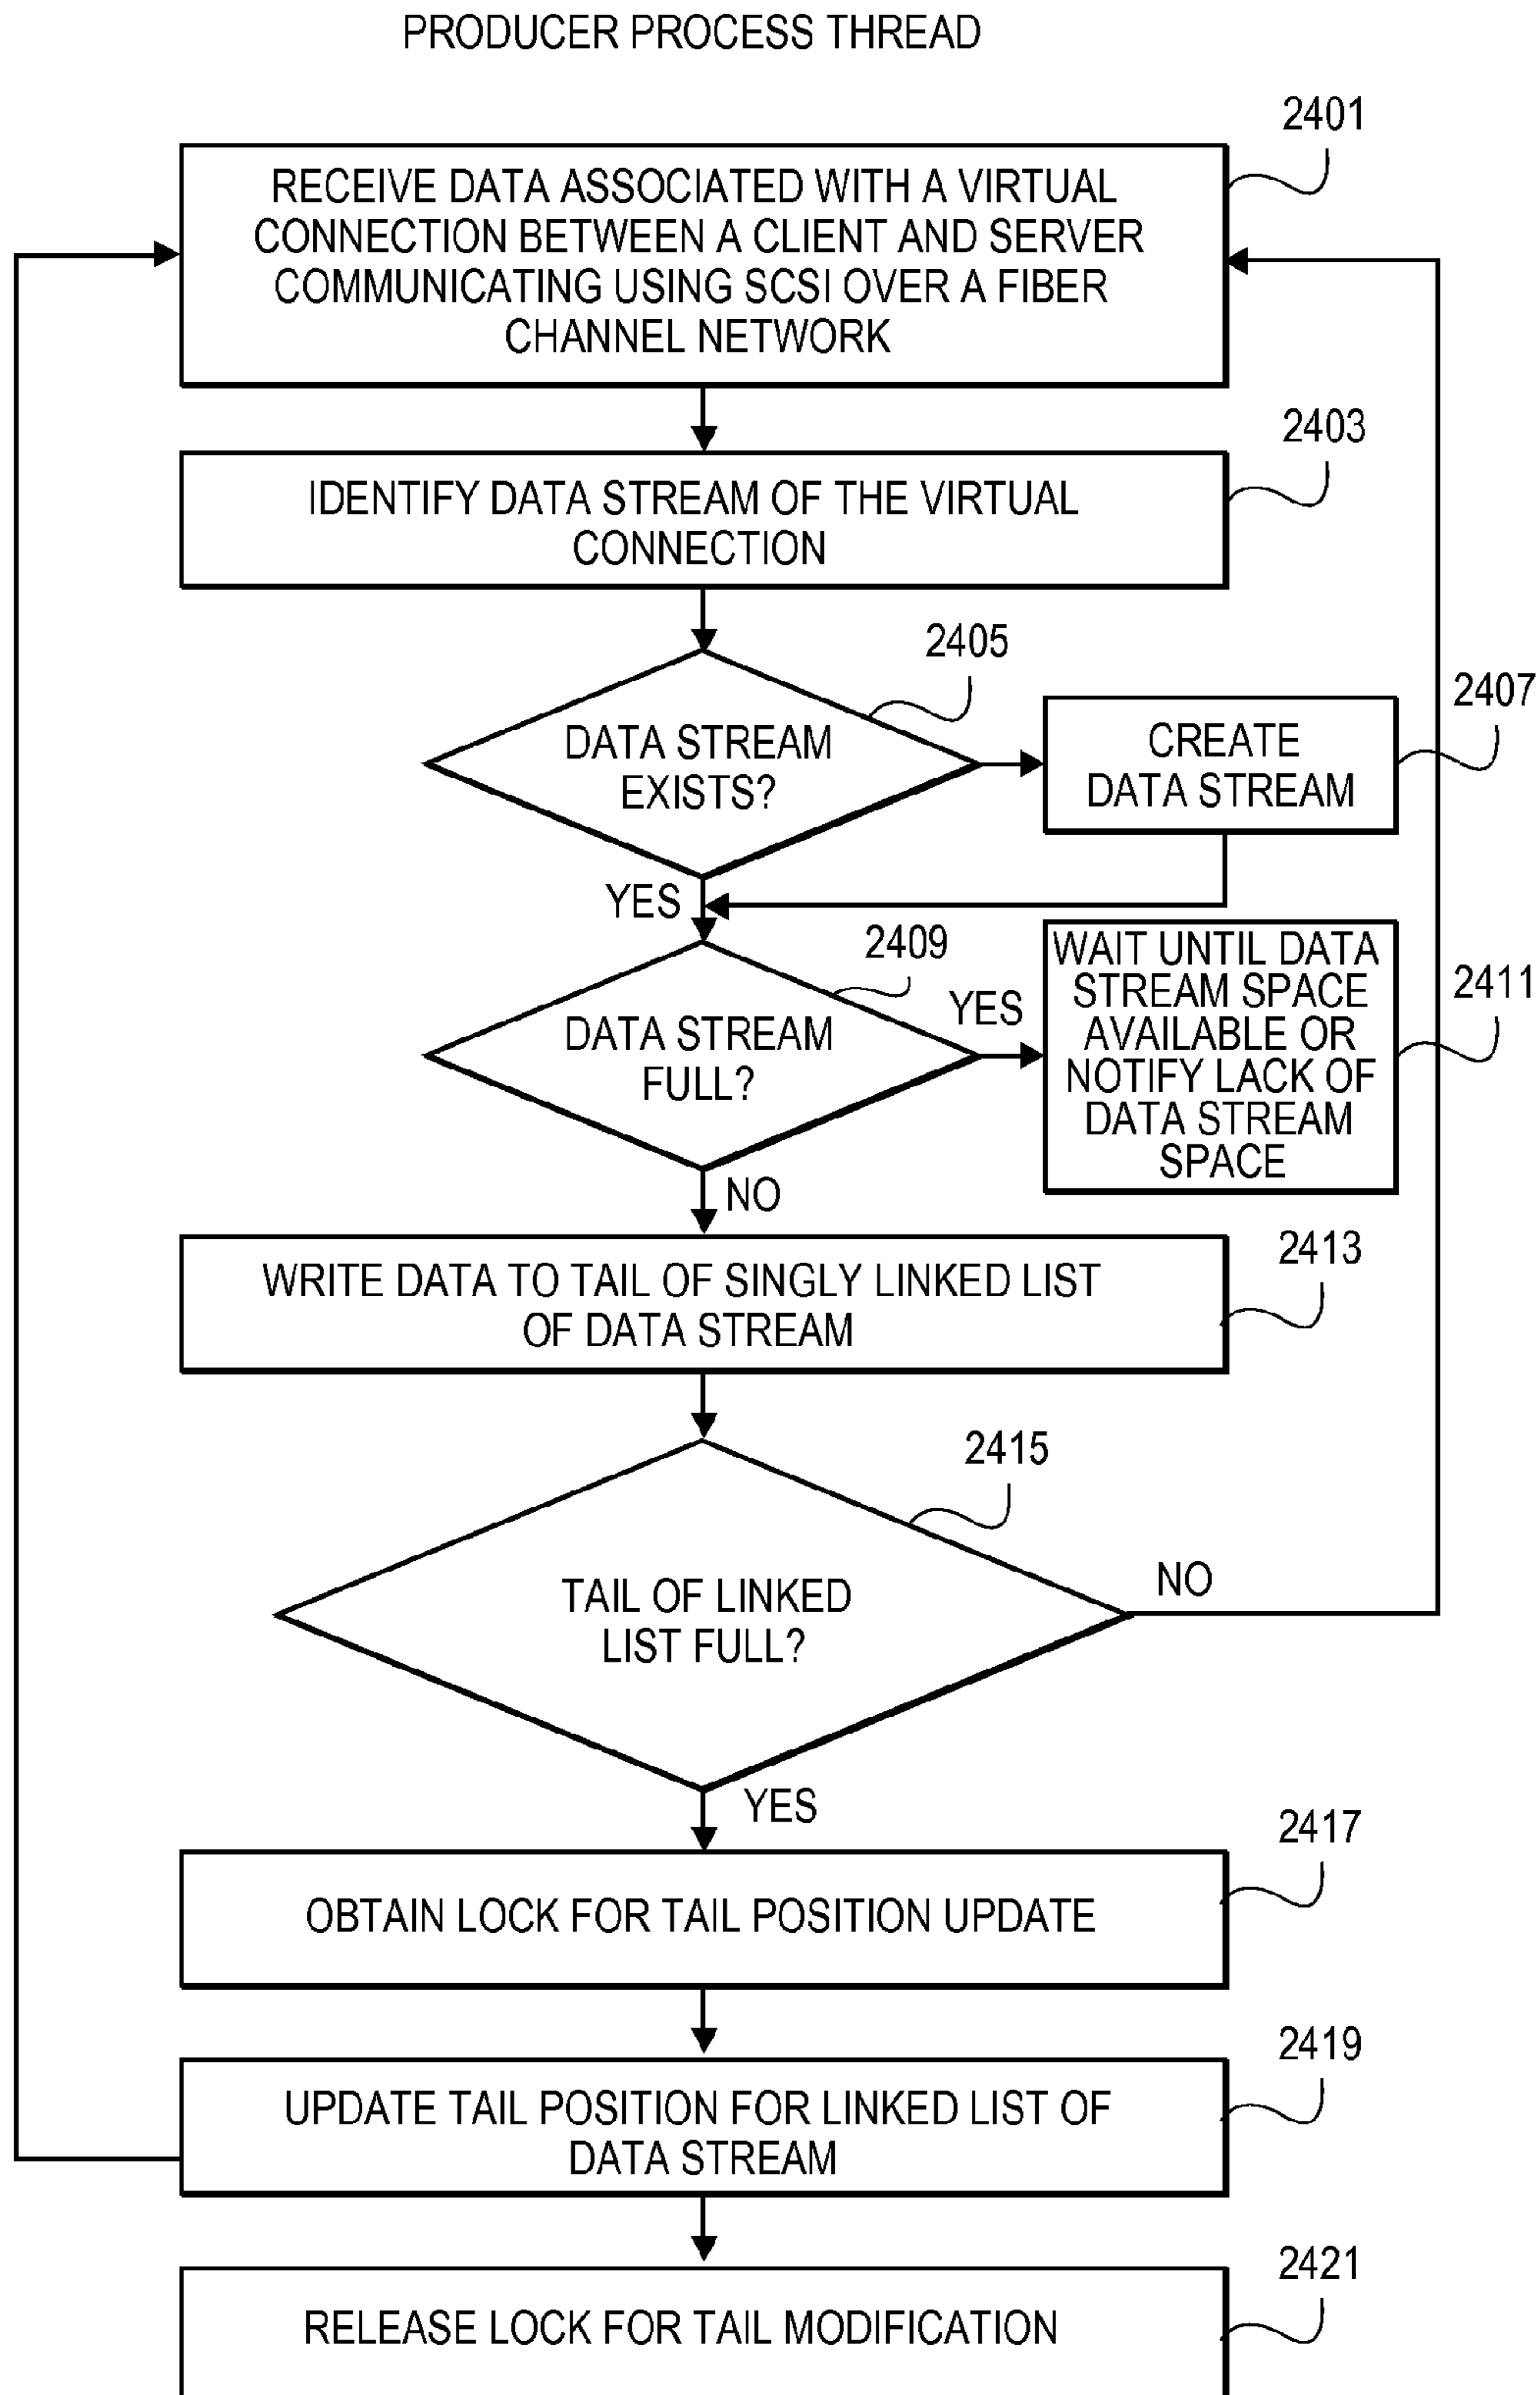 PRODUCER PROCESS THREAD
2401
RECEIVE DATA ASSOCIATED WITH A VIRTUAL
CONNECTION BETWEEN A CLIENT AND SERVER
COMMUNICATING USING SCSI OVER A FIBER
CHANNEL NETWORK
2403
IDENTIFY DATA STREAM OF THE VIRTUAL
CONNECTION
2405
DATA STREAM
EXISTS?
2407
CREATE
DATA STREAM
YES
2409
DATA STREAM
FULL?
YES
2411
WAIT UNTIL DATA
STREAM SPACE
AVAILABLE OR
NOTIFY LACK OF
DATA STREAM
SPACE
NO
2413
WRITE DATA TO TAIL OF SINGLY LINKED LIST
OF DATA STREAM
2415
TAIL OF LINKED
LIST FULL?
NO
YES
2417
OBTAIN LOCK FOR TAIL POSITION UPDATE
2419
UPDATE TAIL POSITION FOR LINKED LIST OF
DATA STREAM
2421
RELEASE LOCK FOR TAIL MODIFICATION